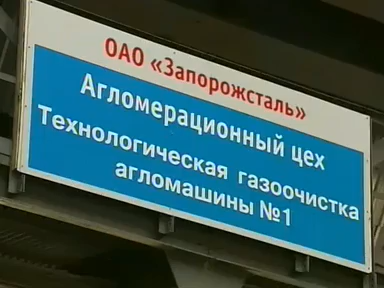 ОАО «Запорожсталь»
Агломерационный цех
Технологическая газоочистка
агломашины №1